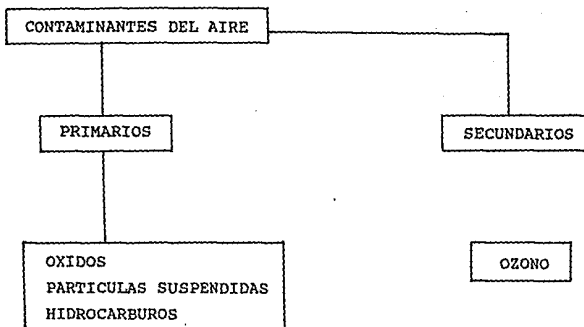 CONTAMINANTES DEL AIRE
PRIMARIOS
SECUNDARIOS
OXIDOS
PARTICULAS SUSPENDIDAS
HIDROCARBUROS
OZONO